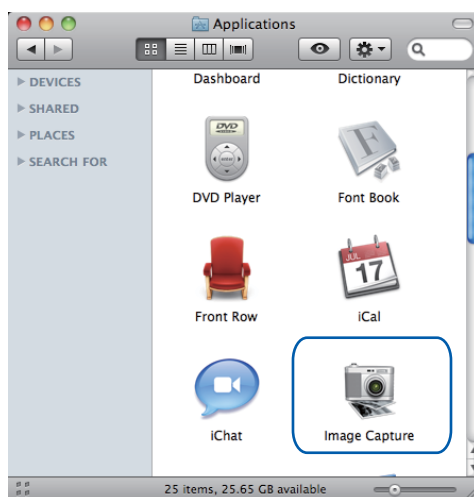 Applications
DEVICES
SHARED
PLACES
SEARCH FOR
Dashboard Dictionary
DVD
MENU
DVD Player Font Book
JUL
17
Front Row iCal
iChat Image Capture
25 items, 25.65 GB available